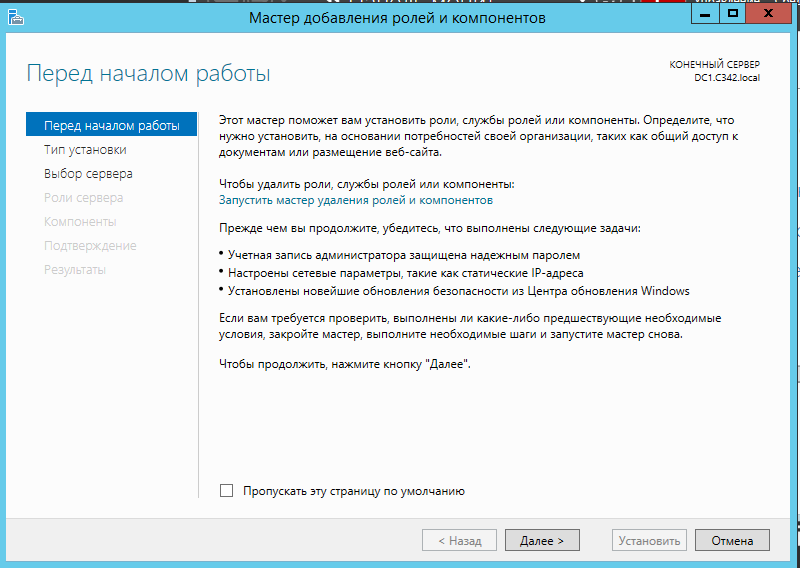 Мастер добавления ролей и компонентов
Перед началом работы
КОНЕЧНЫЙ СЕРВЕР
DC1.C342.local
Перед началом работы
Тип установки
Выбор сервера
Роли сервера
Компоненты
Подтверждение
Результаты
Этот мастер поможет вам установить роли, службы ролей или компоненты. Определите, что
нужно установить, на основании потребностей своей организации, таких как общий доступ к
документам или размещение веб-сайта.
Чтобы удалить роли, службы ролей или компоненты:
Запустить мастер удаления ролей и компонентов
Прежде чем вы продолжите, убедитесь, что выполнены следующие задачи:
• Учетная запись администратора защищена надежным паролем
• Настроены сетевые параметры, такие как статические IP-адреса
• Установлены новейшие обновления безопасности из Центра обновления Windows
Если вам требуется проверить, выполнены ли какие-либо предшествующие необходимые
условия, закройте мастер, выполните необходимые шаги и запустите мастер снова.
Чтобы продолжить, нажмите кнопку "Далее".
Пропускать эту страницу по умолчанию
< Назад
Далее >
Установить
Отмена